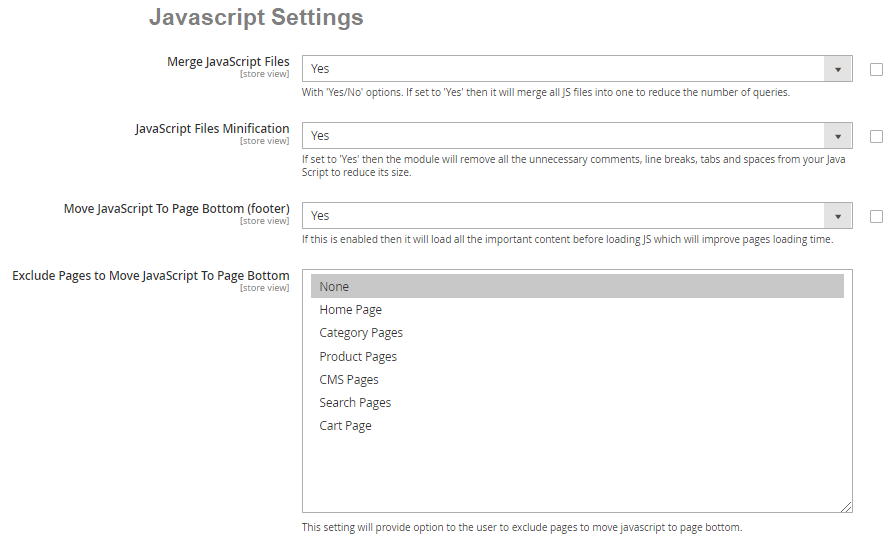 Javascript Settings
Merge JavaScript Files
[store view]
Yes
With 'Yes/No' options. If set to 'Yes' then it will merge all JS files into one to reduce the number of queries.
JavaScript Files Minification
[store view]
Yes
If set to 'Yes' then the module will remove all the unnecessary comments, line breaks, tabs and spaces from your Java
Script to reduce its size.
Move JavaScript To Page Bottom (footer)
[store view]
Yes
If this is enabled then it will load all the important content before loading JS which will improve pages loading time.
Exclude Pages to Move JavaScript To Page Bottom
[store view]
None
Home Page
Category Pages
Product Pages
CMS Pages
Search Pages
Cart Page
This setting will provide option to the user to exclude pages to move javascript to page bottom.